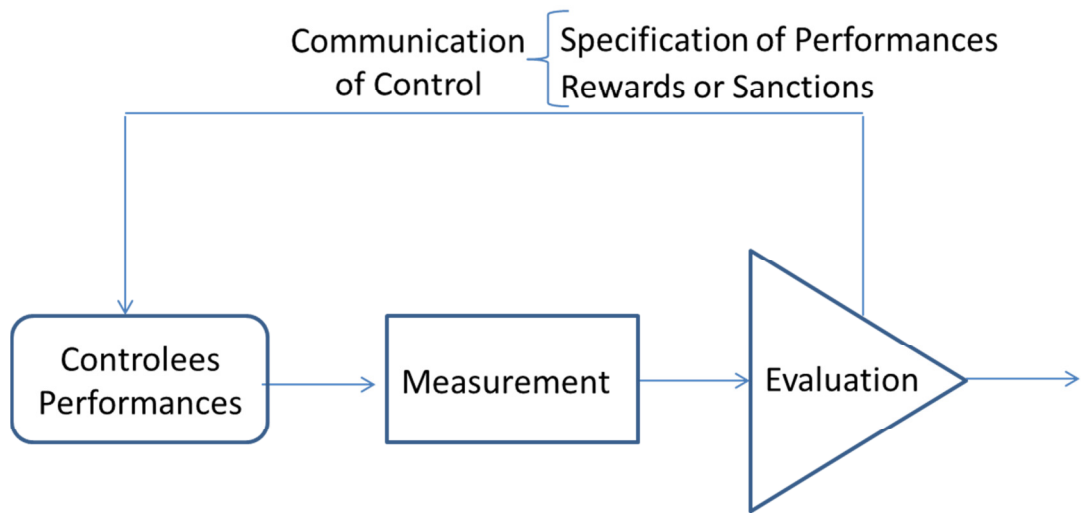 Communication
of Control
Specification of Performances
Rewards or Sanctions
Controlees
Performances
Measurement
Evaluation